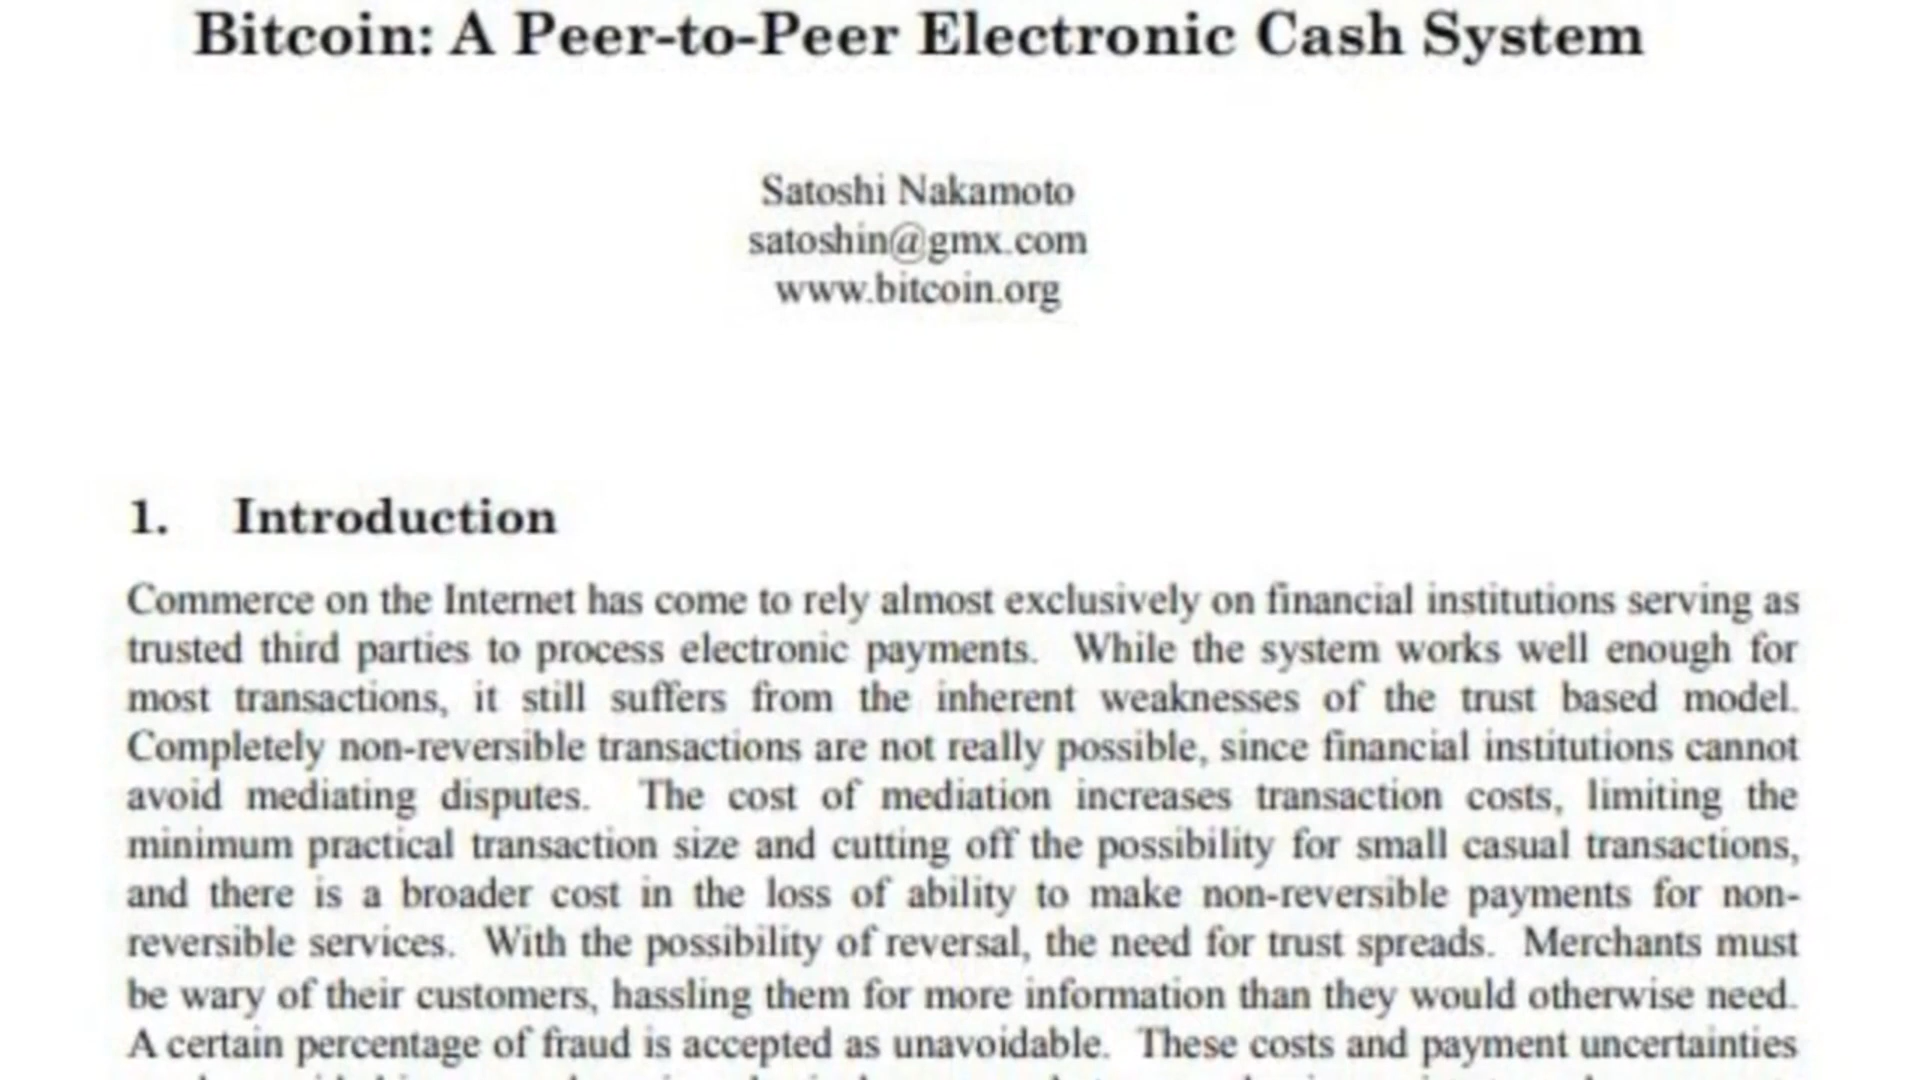 Bitcoin: A Peer-to-Peer Electronic Cash System
Satoshi Nakamoto
satoshin@gmx.com
www.bitcoin.org
1. Introduction
Commerce on the Internet has come to rely almost exclusively on financial institutions serving as
trusted third parties to process electronic payments. While the system works well enough for
most transactions, it still suffers from the inherent weaknesses of the trust based model.
Completely non-reversible transactions are not really possible, since financial institutions cannot
avoid mediating disputes. The cost of mediation increases transaction costs, limiting the
minimum practical transaction size and cutting off the possibility for small casual transactions,
and there is a broader cost in the loss of ability to make non-reversible payments for non-
reversible services. With the possibility of reversal, the need for trust spreads. Merchants must
be wary of their customers, hassling them for more information than they would otherwise need.
A certain percentage of fraud is accepted as unavoidable. These costs and payment uncertainties